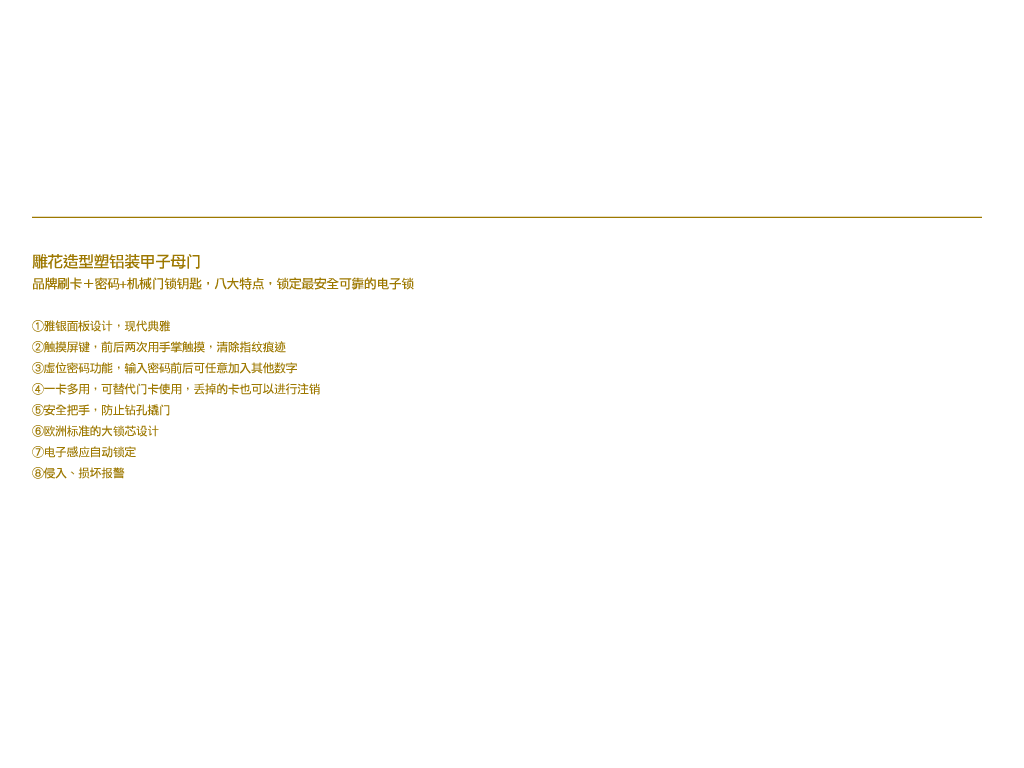 雕花造型塑铝装甲子母门
品牌刷卡＋密码+机械门锁钥匙，八大特点，锁定最安全可靠的电子锁
①雅银面板设计，现代典雅
②触摸屏键，前后两次用手掌触摸，清除指纹痕迹
③虚位密码功能，输入密码前后可任意加入其他数字
④一卡多用，可替代门卡使用，丢掉的卡也可以进行注销
⑤安全把手，防止钻孔撬门
⑥欧洲标准的大锁芯设计
⑦电子感应自动锁定
⑧侵入、损坏报警